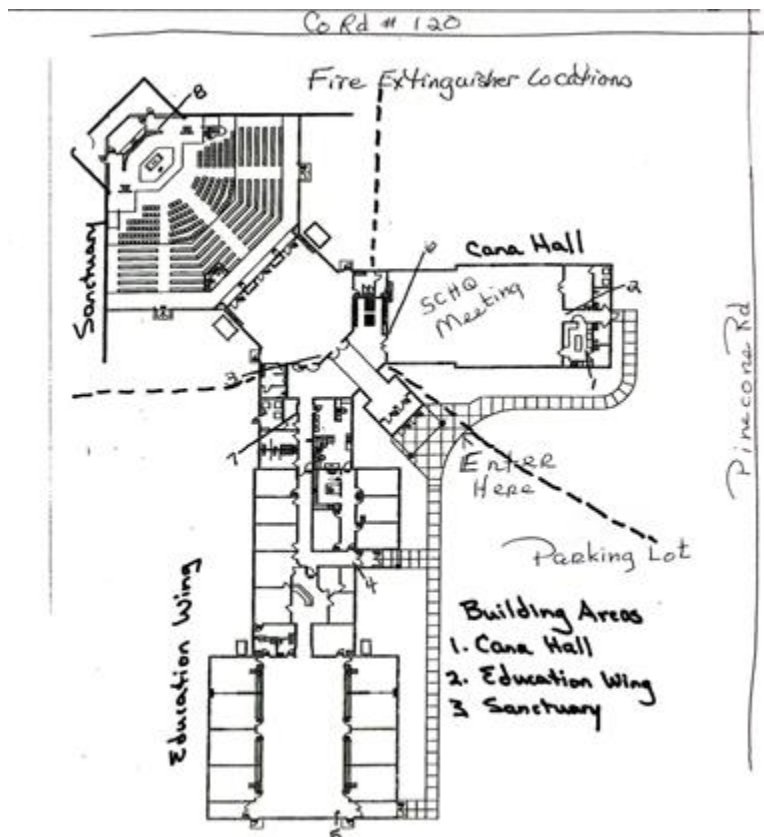 Co Rd # 120
Fire Extinguisher Locations
8
Sanctuary
6
Cana Hall
SCHQ
Meeting
2
1
3
Pinecone Rd
7
Enter
Here
Parking Lot
4
Education Wing
Building Areas
1. Cana Hall
2. Education Wing
3. Sanctuary
5